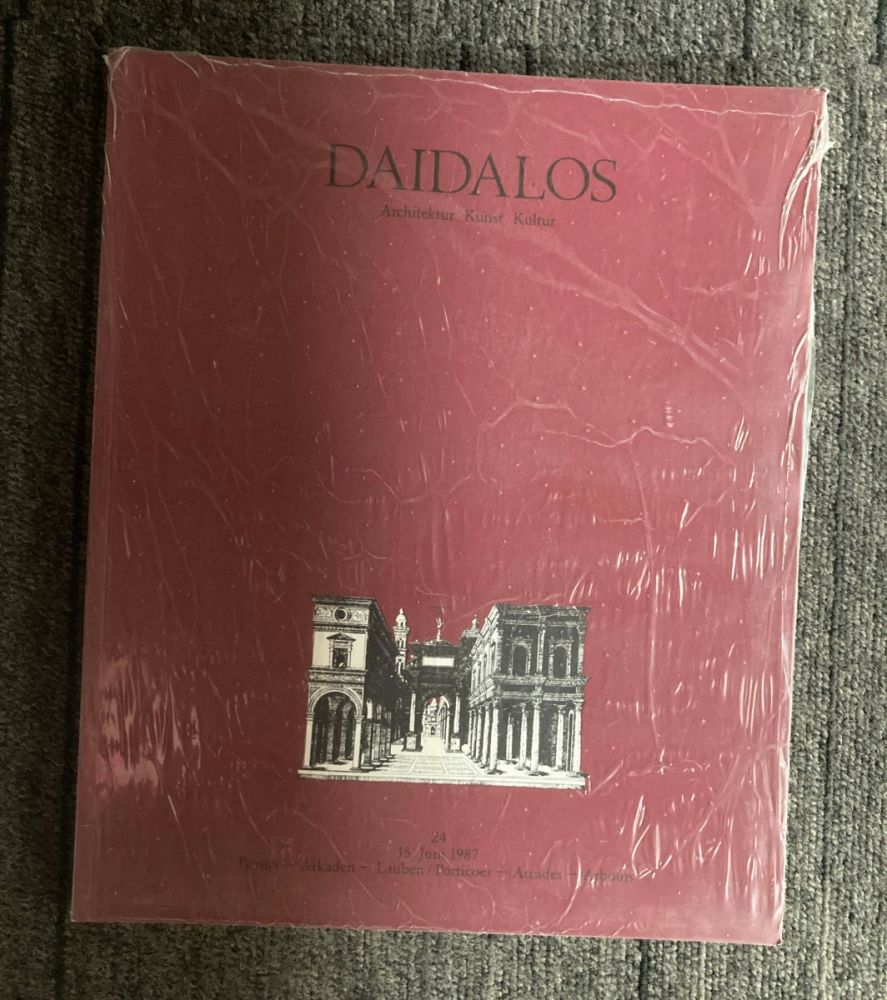 DAIDALOS
Architektur Kunst Kultur
24
15. Juni 1987
Portici — Arkaden — Lauben / Porticoes — Arcades — Arbours